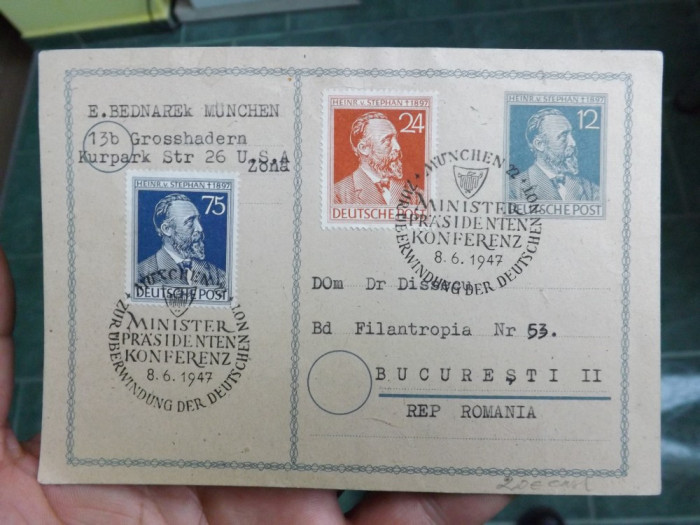 E.BEDNAREK MÜNCHEN
13b Grosshadern
Kurpark Str 26 U.S.A
Zona
HEINR. v. STEPHAN † 1897
75
DEUTSCHE POST
MÜNCHEN
MINISTER
PRÄSIDENTEN
KONFERENZ
8.6.1947
ZUR ÜBERWINDUNG DER DEUTSCHEN NOT
HEINR. v. STEPHAN † 1897
24
DEUTSCHE POST
HEINR. v. STEPHAN † 1897
12
DEUTSCHE POST
MÜNCHEN 22
MINISTER
PRÄSIDENTEN
KONFERENZ
8.6.1947
ZUR ÜBERWINDUNG DER DEUTSCHEN NOT
DOm Dr
Bd Filantropia Nr 53.
BUCUREŞTI II
REP ROMANIA